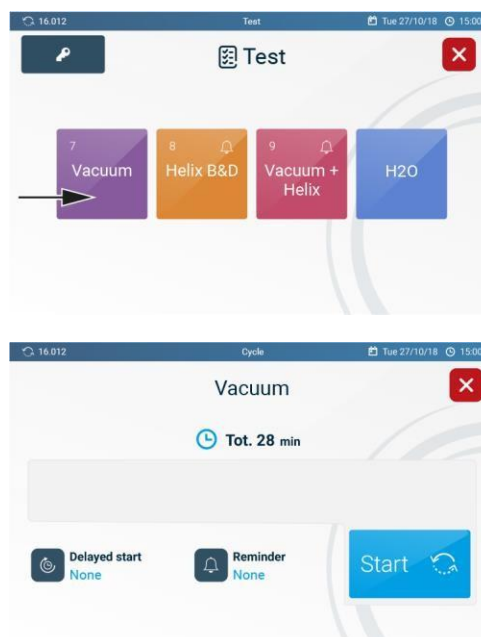 16.012 Test Tue 27/10/18 15:00
Test
7 8 9
Vacuum Helix B&D Vacuum + H2O
Helix
16.012 Cycle Tue 27/10/18 15:00
Vacuum
Tot. 28 min
Delayed start Reminder
None None
Start